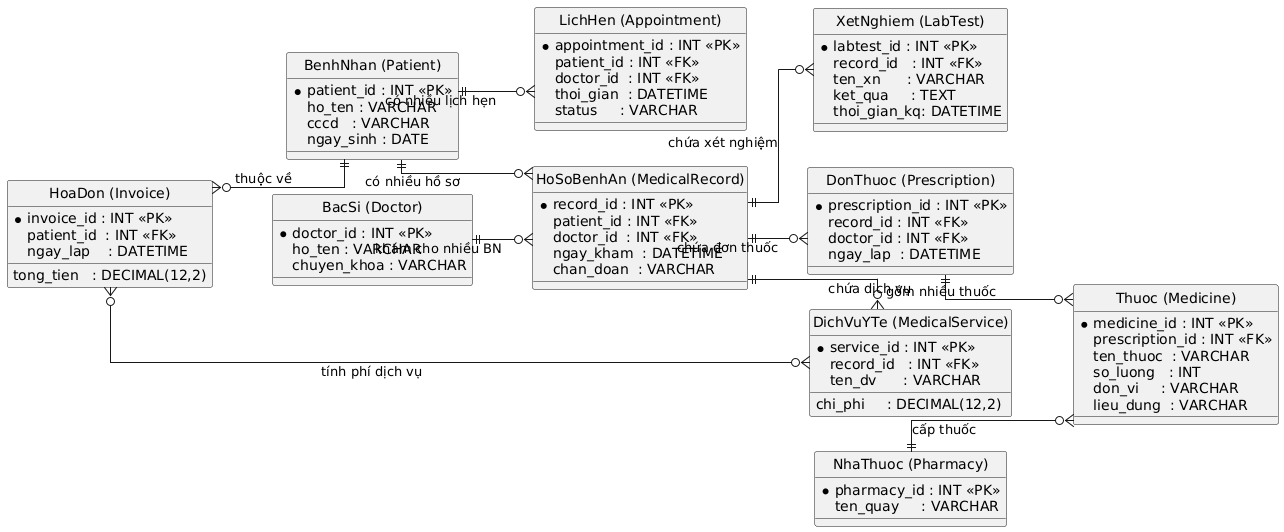 LichHen (Appointment)
appointment_id : INT «PK»
patient_id : INT «FK»
doctor_id : INT «FK»
thoi_gian : DATETIME
status : VARCHAR
XetNghiem (LabTest)
labtest_id : INT «PK»
record_id : INT «FK»
ten_xn : VARCHAR
ket_qua : TEXT
thoi_gian_kq: DATETIME
BenhNhan (Patient)
patient_id : INT «PK»
ho_ten : VARCHAR
cccd : VARCHAR
ngay_sinh : DATE
có nhiều lịch hẹn
chứa xét nghiệm
thuộc về
có nhiều hồ sơ
HoaDon (Invoice)
invoice_id : INT «PK»
patient_id : INT «FK»
ngay_lap : DATETIME
tong_tien : DECIMAL(12,2)
BacSi (Doctor)
doctor_id : INT «PK»
ho_ten : VARCHAR
chuyen_khoa : VARCHAR
khám cho nhiều BN
HoSoBenhAn (MedicalRecord)
record_id : INT «PK»
patient_id : INT «FK»
doctor_id : INT «FK»
ngay_kham : DATETIME
chan_doan : VARCHAR
chứa đơn thuốc
DonThuoc (Prescription)
prescription_id : INT «PK»
record_id : INT «FK»
doctor_id : INT «FK»
ngay_lap : DATETIME
chứa dịch vụ
gồm nhiều thuốc
DichVuYTe (MedicalService)
service_id : INT «PK»
record_id : INT «FK»
ten_dv : VARCHAR
chi_phi : DECIMAL(12,2)
Thuoc (Medicine)
medicine_id : INT «PK»
prescription_id : INT «FK»
ten_thuoc : VARCHAR
so_luong : INT
don_vi : VARCHAR
lieu_dung : VARCHAR
tính phí dịch vụ
cấp thuốc
NhaThuoc (Pharmacy)
pharmacy_id : INT «PK»
ten_quay : VARCHAR